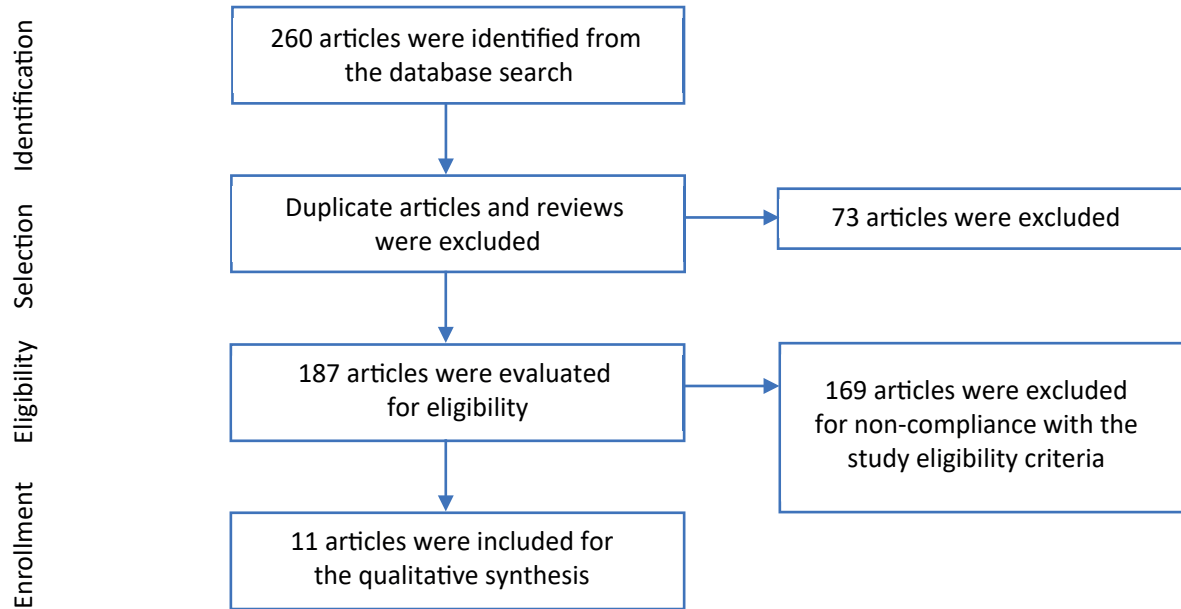 Identification
260 articles were identified from
the database search
Selection
Duplicate articles and reviews
were excluded
73 articles were excluded
Eligibility
187 articles were evaluated
for eligibility
169 articles were excluded
for non-compliance with the
study eligibility criteria
Enrollment
11 articles were included for
the qualitative synthesis